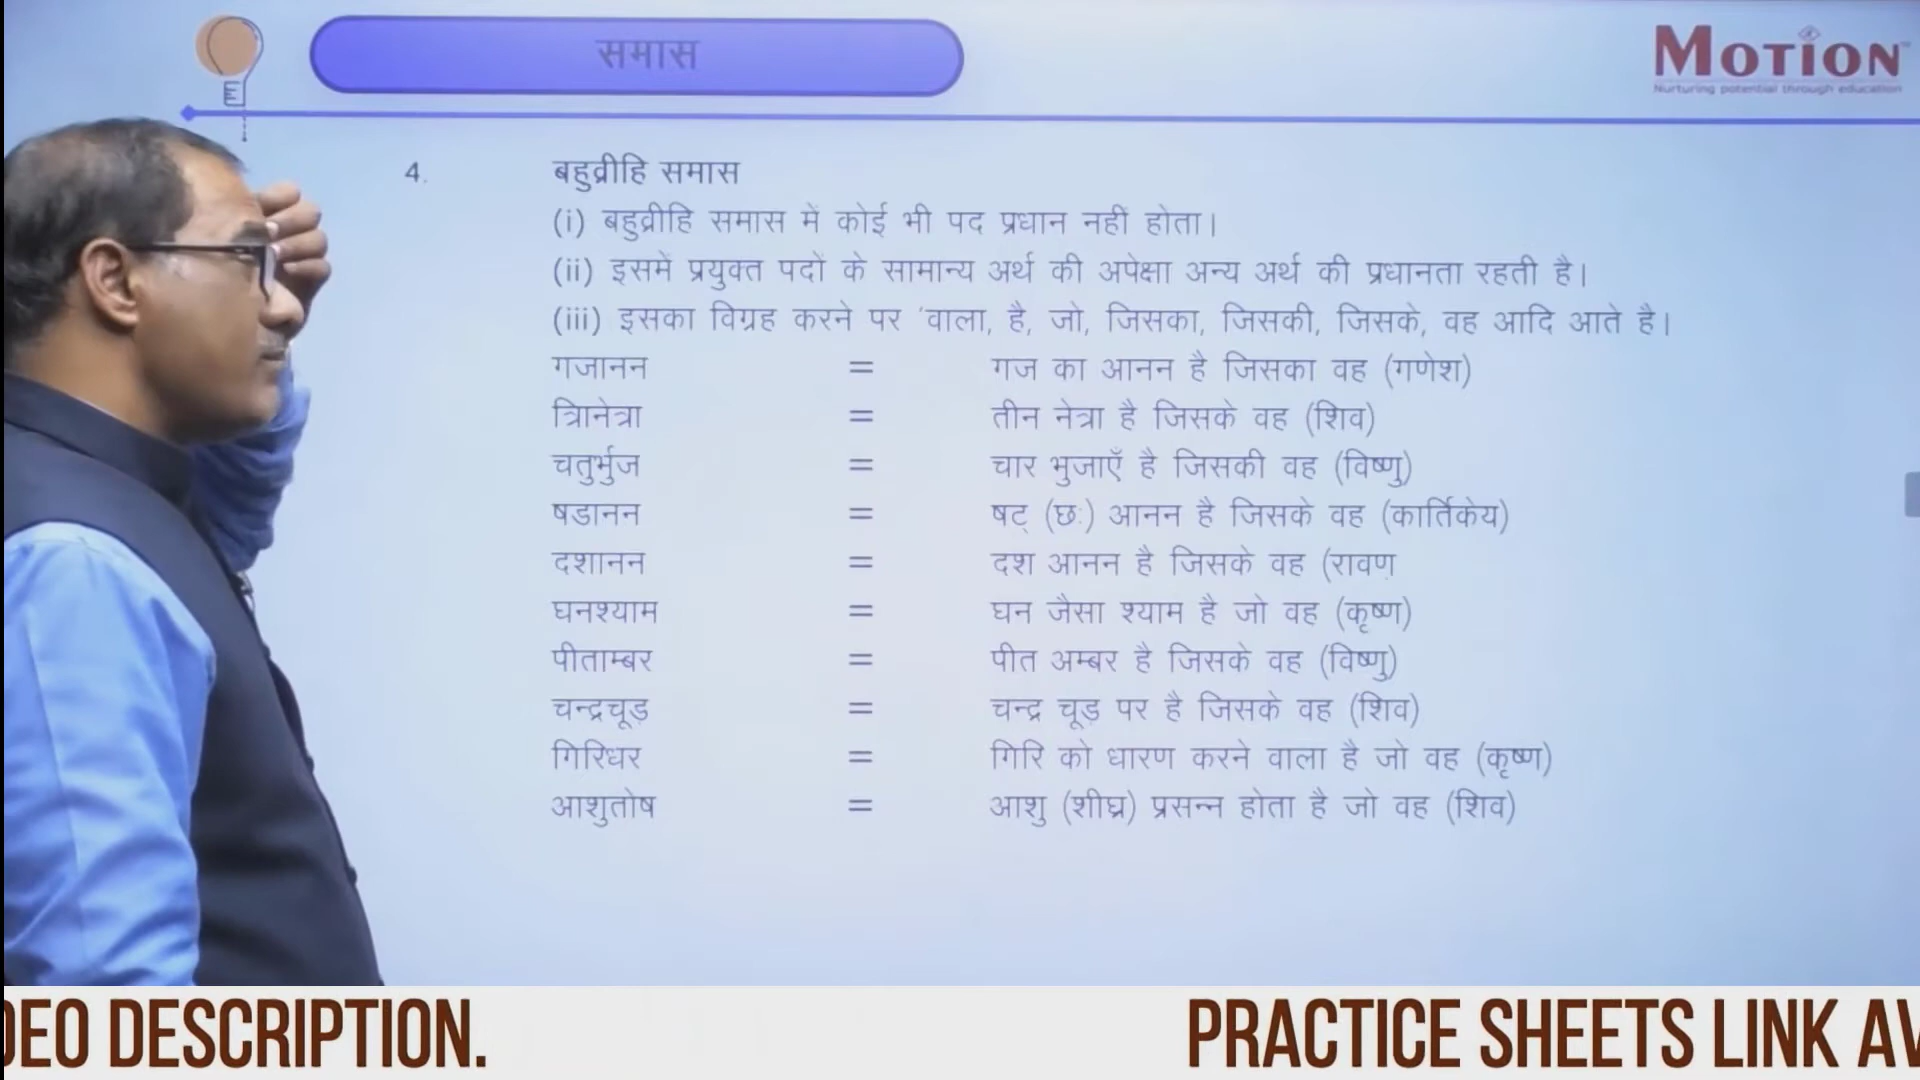 समास
MOTION
Nurturing potential through education
4. बहुव्रीहि समास
(i) बहुव्रीहि समास में कोई भी पद प्रधान नहीं होता।
(ii) इसमें प्रयुक्त पदों के सामान्य अर्थ की अपेक्षा अन्य अर्थ की प्रधानता रहती है।
(iii) इसका विग्रह करने पर 'वाला, है, जो, जिसका, जिसकी, जिसके, वह आदि आते है।
गजानन = गज का आनन है जिसका वह (गणेश)
त्रिानेत्रा = तीन नेत्रा है जिसके वह (शिव)
चतुर्भुज = चार भुजाएँ है जिसकी वह (विष्णु)
षडानन = षट् (छः) आनन है जिसके वह (कार्तिकेय)
दशानन = दश आनन है जिसके वह (रावण
घनश्याम = घन जैसा श्याम है जो वह (कृष्ण)
पीताम्बर = पीत अम्बर है जिसके वह (विष्णु)
चन्द्रचूड़ = चन्द्र चूड़ पर है जिसके वह (शिव)
गिरिधर = गिरि को धारण करने वाला है जो वह (कृष्ण)
आशुतोष = आशु (शीघ्र) प्रसन्न होता है जो वह (शिव)
DEO DESCRIPTION. PRACTICE SHEETS LINK AV